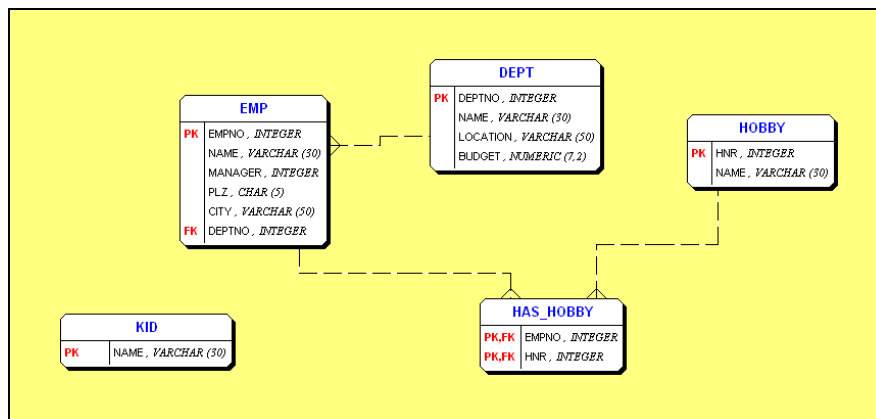 DEPT
PK DEPTNO , INTEGER
NAME , VARCHAR (30)
LOCATION , VARCHAR (50)
BUDGET , NUMERIC (7,2)
EMP
PK EMPNO , INTEGER
NAME , VARCHAR (30)
MANAGER , INTEGER
PLZ , CHAR (5)
CITY , VARCHAR (50)
FK DEPTNO , INTEGER
HOBBY
PK HNR , INTEGER
NAME , VARCHAR (30)
HAS_HOBBY
PK,FK EMPNO , INTEGER
PK,FK HNR , INTEGER
KID
PK NAME , VARCHAR (30)